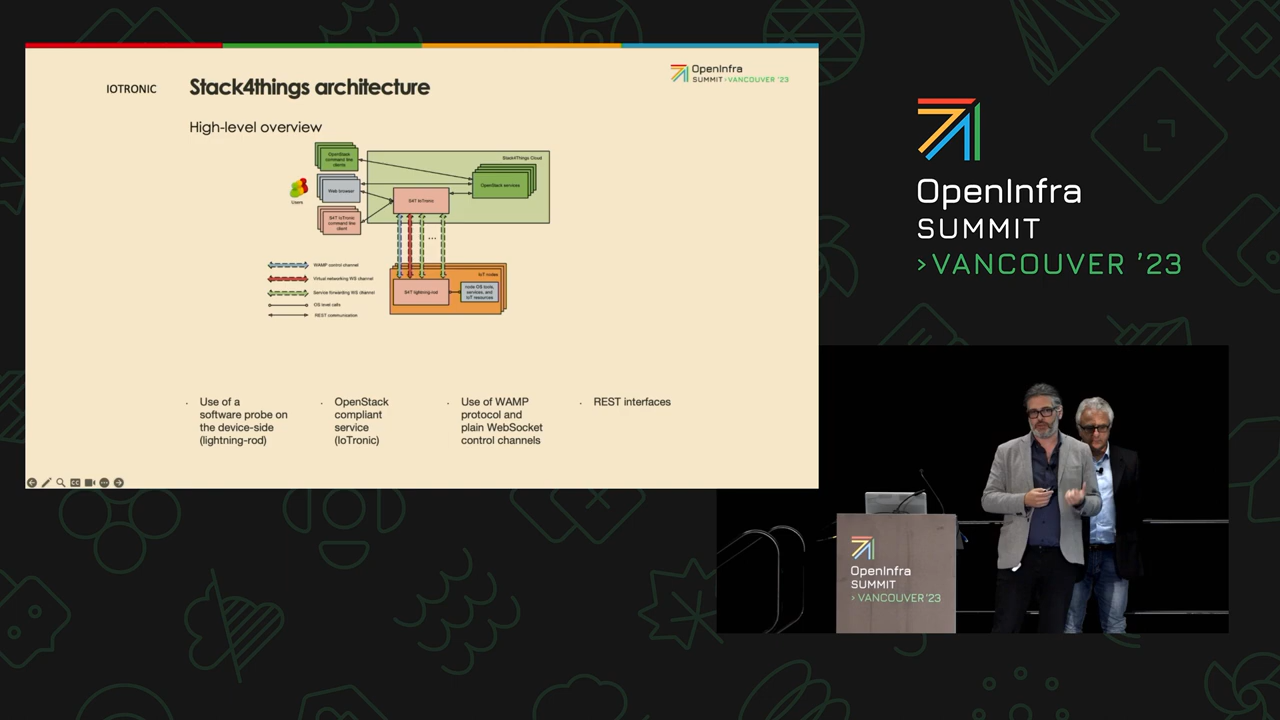 IOTRONIC
Stack4things architecture
OpenInfra
SUMMIT >VANCOUVER '23
High-level overview
OpenStack
command line
clients
Stack4Things Cloud
Web browser
OpenStack services
Users
S4T IoTronic
S4T IoTronic
command line
client
...
WAMP control channel
Virtual networking WS channel
Service forwarding WS channel
OS level calls
REST communication
IoT nodes
S4T lightning-rod
node OS tools,
services, and
IoT resources
· Use of a
software probe on
the device-side
(lightning-rod)
· OpenStack
compliant
service
(IoTronic)
· Use of WAMP
protocol and
plain WebSocket
control channels
· REST interfaces
OpenInfra
SUMMIT
>VANCOUVER '23
OpenInfra
SUMMIT
>VANCOUVER '23